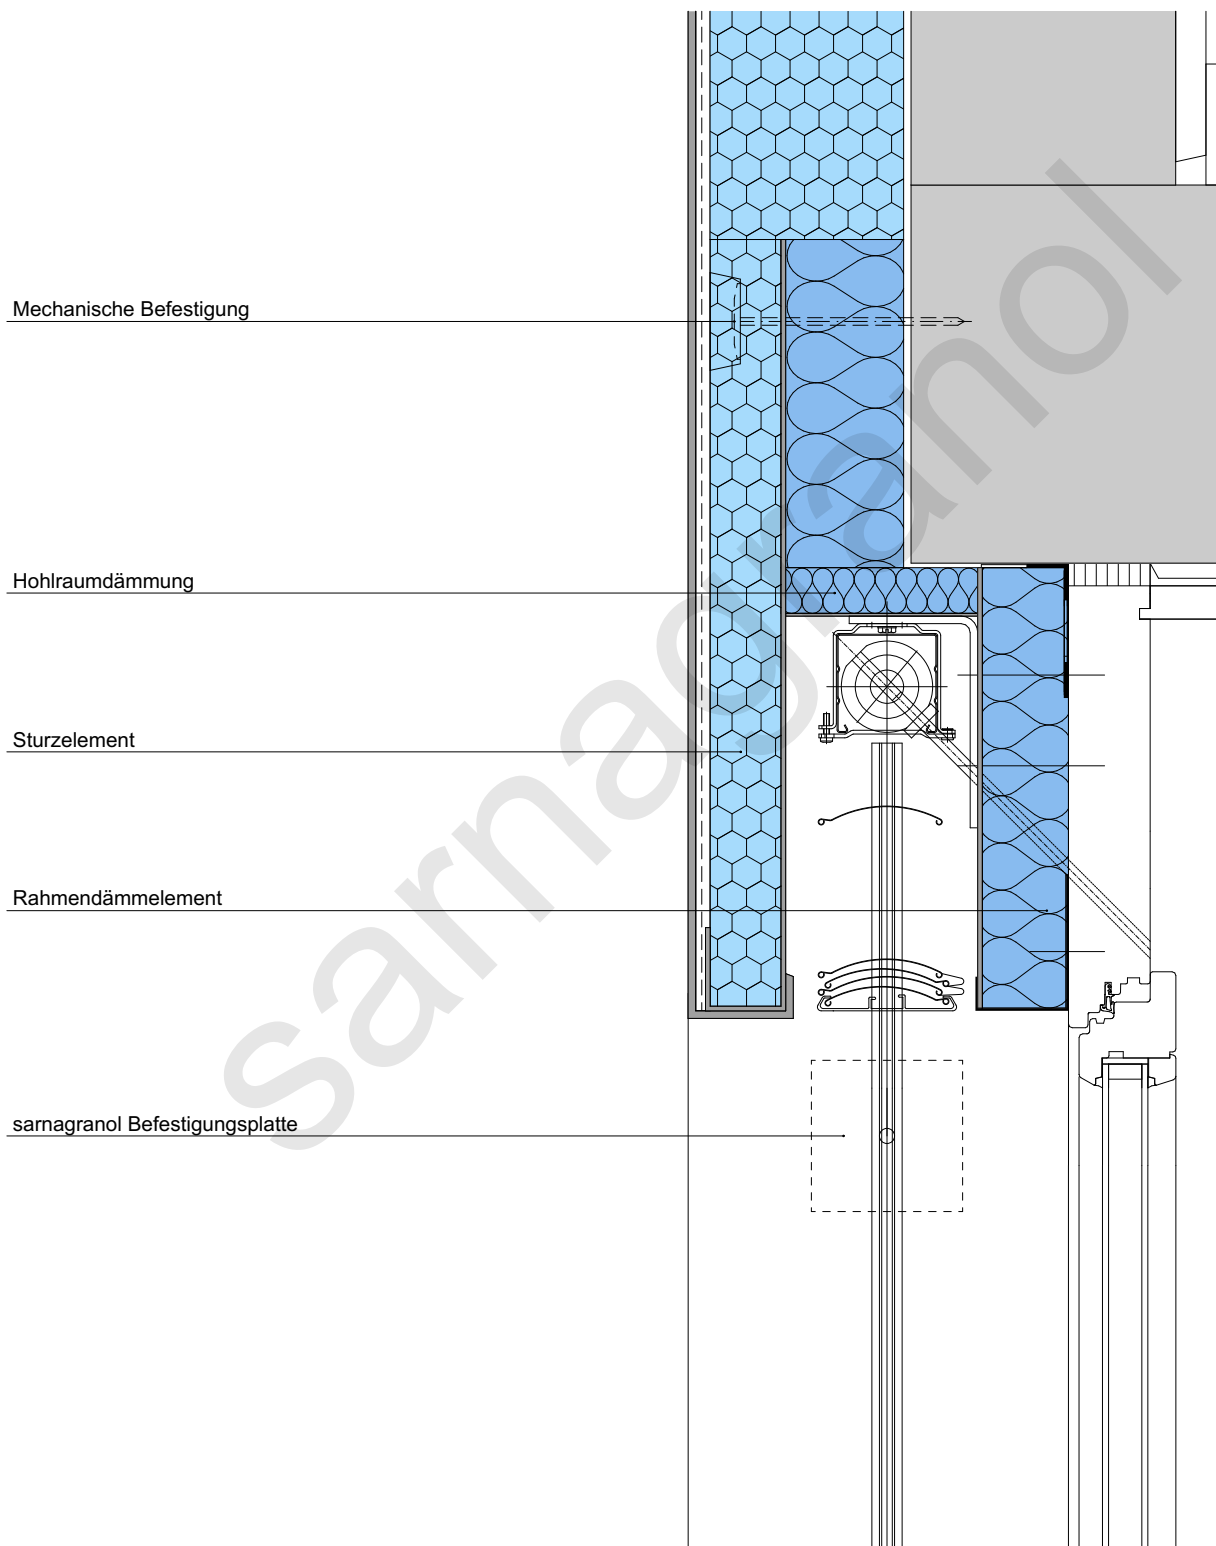 Mechanische Befestigung
Hohlraumdämmung
Sturzelement
Rahmendämmelement
sarnagranol Befestigungsplatte
sarnagranol